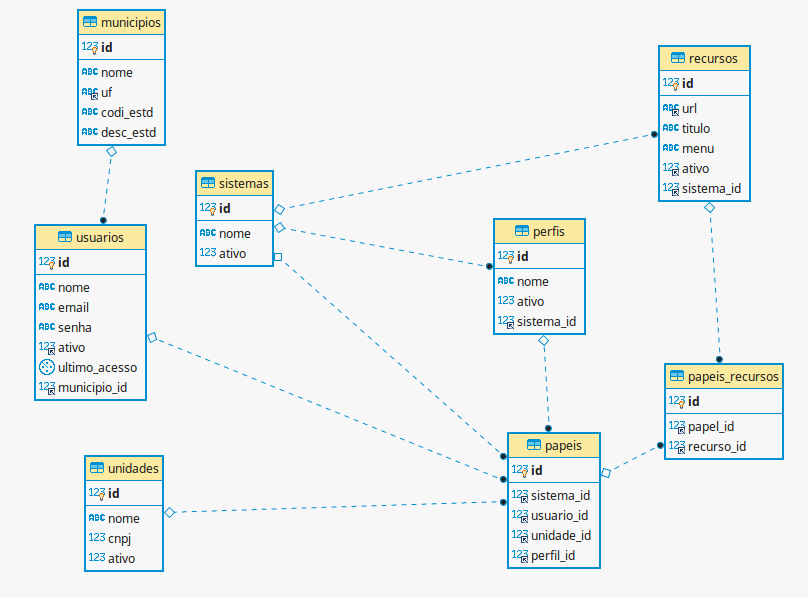 municipios
123 id
ABC nome
ABC uf
ABC codi_estd
ABC desc_estd
recursos
123 id
ABC url
ABC titulo
ABC menu
123 ativo
123 sistema_id
sistemas
123 id
ABC nome
123 ativo
usuarios
123 id
ABC nome
ABC email
ABC senha
123 ativo
ultimo_acesso
123 municipio_id
perfis
123 id
ABC nome
123 ativo
123 sistema_id
papeis_recursos
123 id
123 papel_id
123 recurso_id
papeis
123 id
123 sistema_id
123 usuario_id
123 unidade_id
123 perfil_id
unidades
123 id
ABC nome
123 cnpj
123 ativo